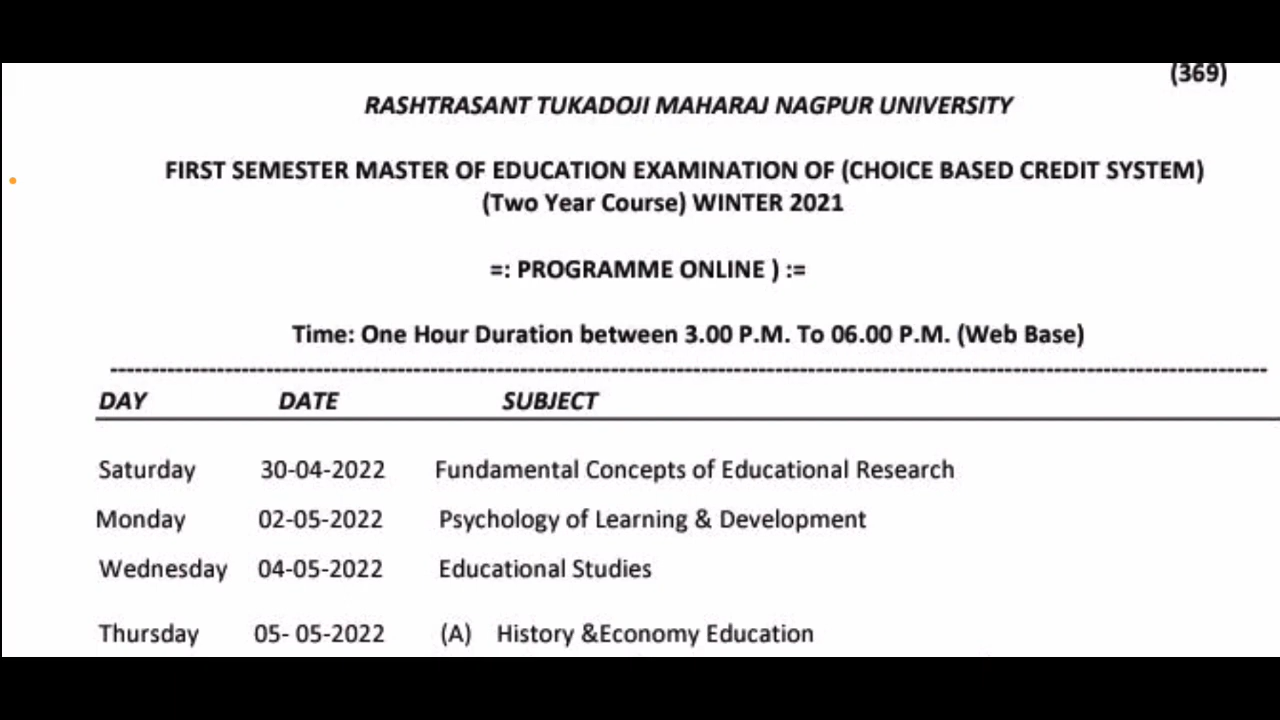 (369)
RASHTRASANT TUKADOJI MAHARAJ NAGPUR UNIVERSITY
FIRST SEMESTER MASTER OF EDUCATION EXAMINATION OF (CHOICE BASED CREDIT SYSTEM)
(Two Year Course) WINTER 2021
=: PROGRAMME ONLINE ) :=
Time: One Hour Duration between 3.00 P.M. To 06.00 P.M. (Web Base)
DAY DATE SUBJECT
Saturday 30-04-2022 Fundamental Concepts of Educational Research
Monday 02-05-2022 Psychology of Learning & Development
Wednesday 04-05-2022 Educational Studies
Thursday 05- 05-2022 (A) History &Economy Education